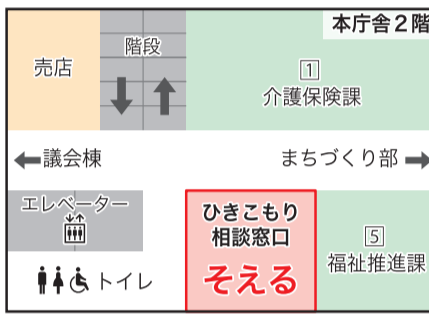 本庁舎２階
売店
階段
1
介護保険課
議会棟
まちづくり部
エレベーター
トイレ
ひきこもり
相談窓口
そえる
5
福祉推進課